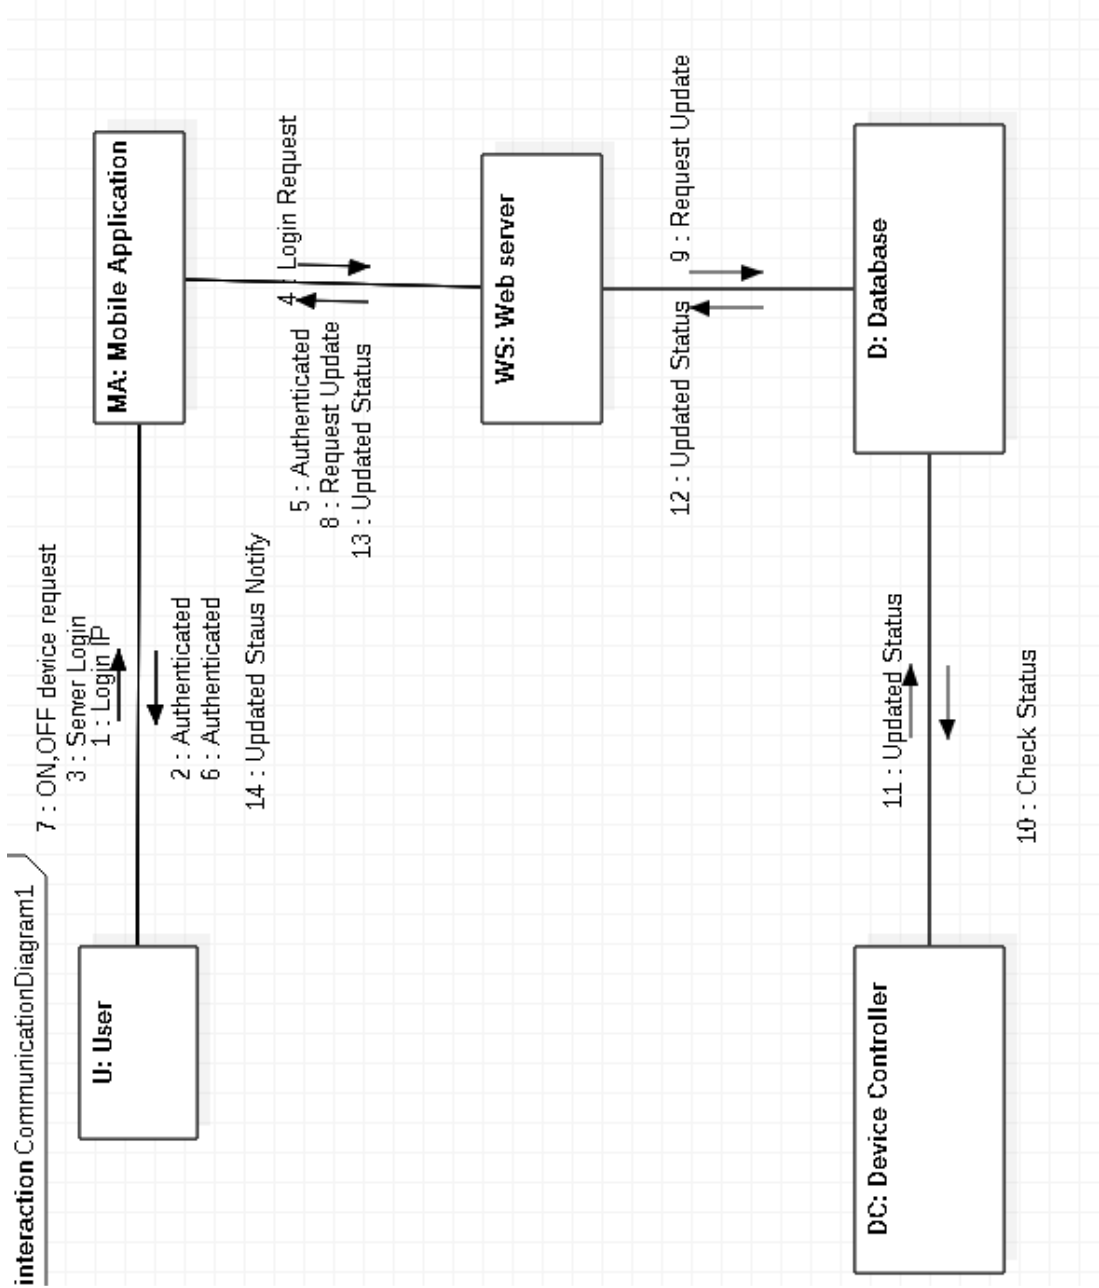 interaction CommunicationDiagram1
U: User
7 : ON,OFF device request
3 : Server Login
1 : Login IP
2 : Authenticated
6 : Authenticated
14 : Updated Staus Notify
MA: Mobile Application
4 : Login Request
5 : Authenticated
8 : Request Update
13 : Updated Status
WS: Web server
9 : Request Update
12 : Updated Status
D: Database
11 : Updated Status
10 : Check Status
DC: Device Controller